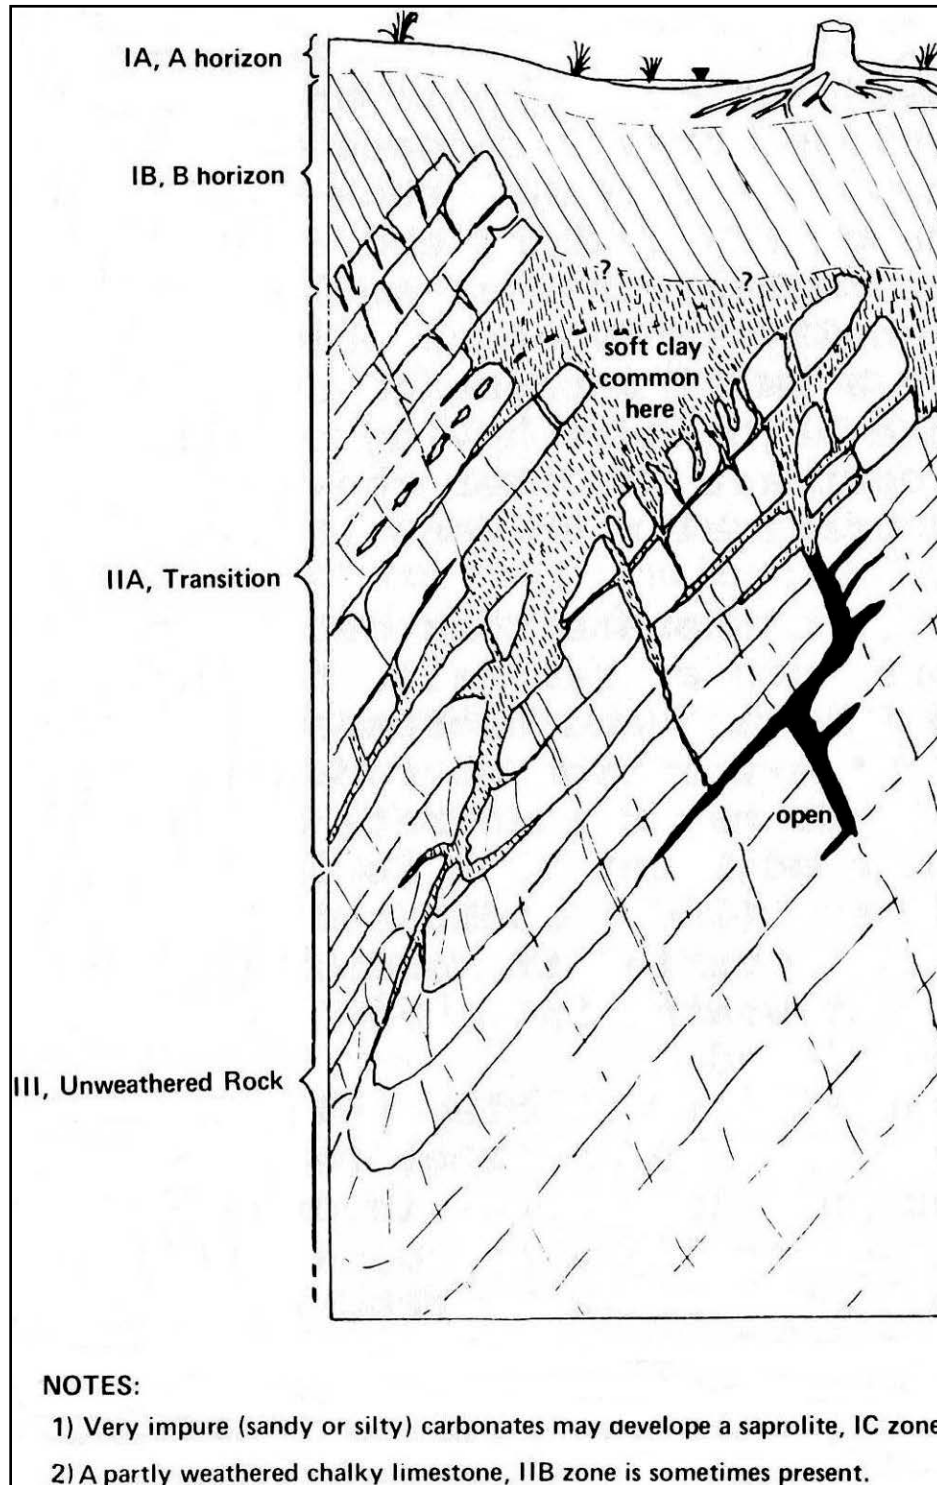 IA, A horizon
IB, B horizon
?
?
soft clay
common
here
IIA, Transition
open
III, Unweathered Rock
NOTES:
1) Very impure (sandy or silty) carbonates may develope a saprolite, IC zone
2) A partly weathered chalky limestone, IIB zone is sometimes present.